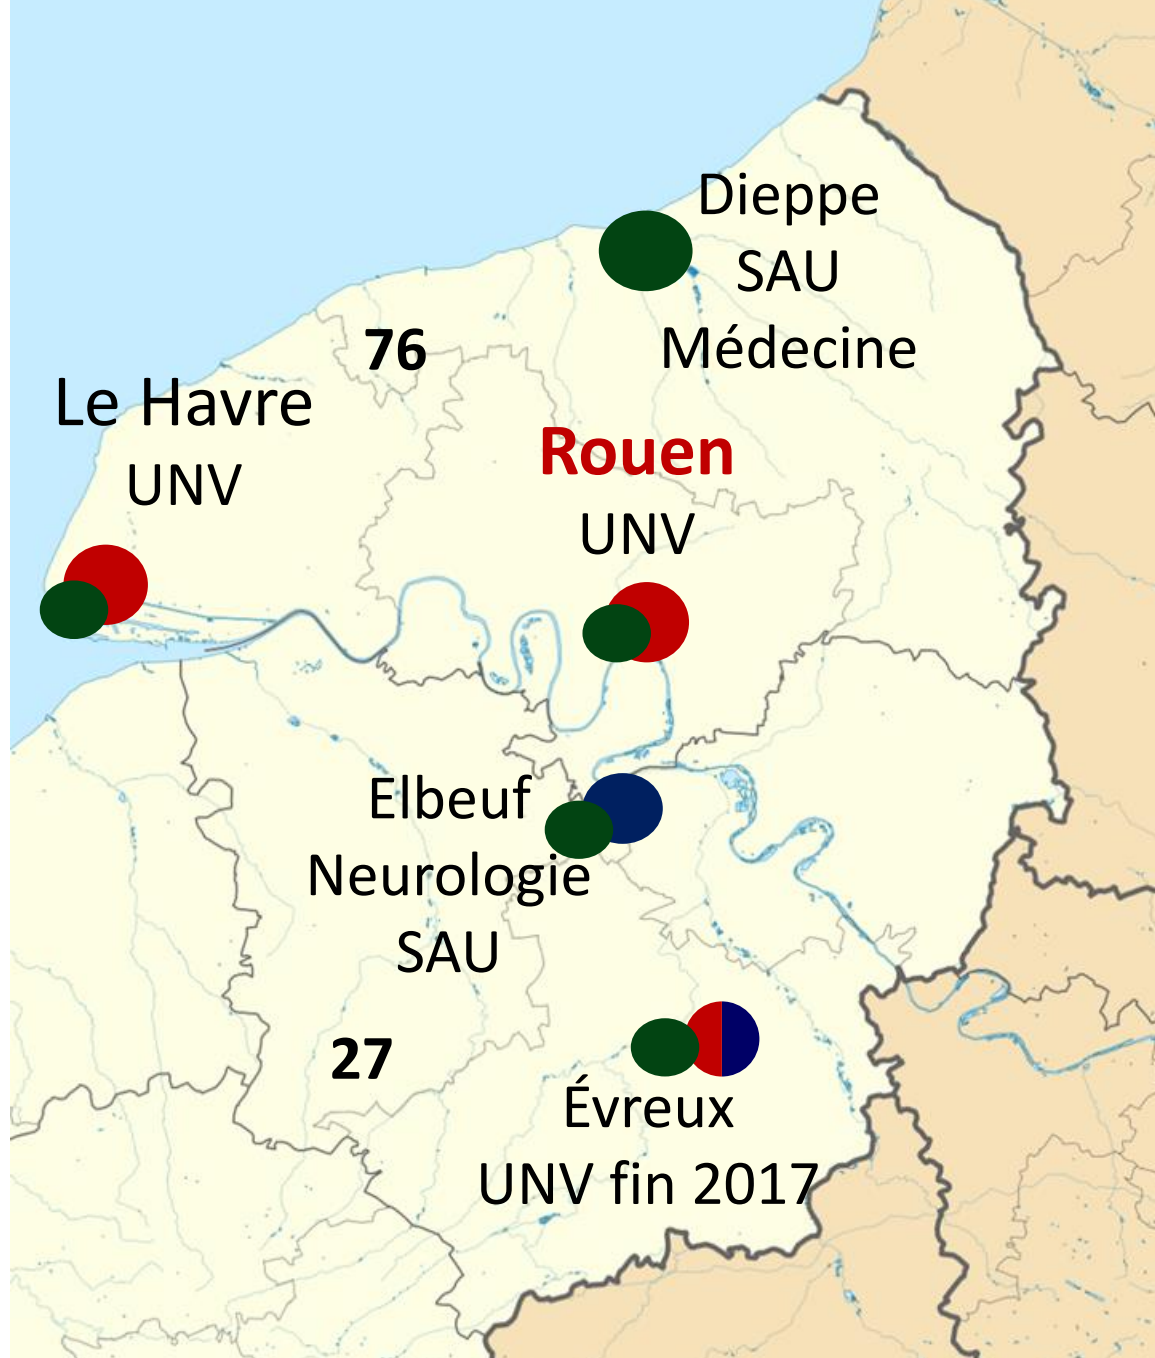 Dieppe
SAU
Médecine
76
Le Havre
UNV
Rouen
UNV
Elbeuf
Neurologie
SAU
27
Évreux
UNV fin 2017